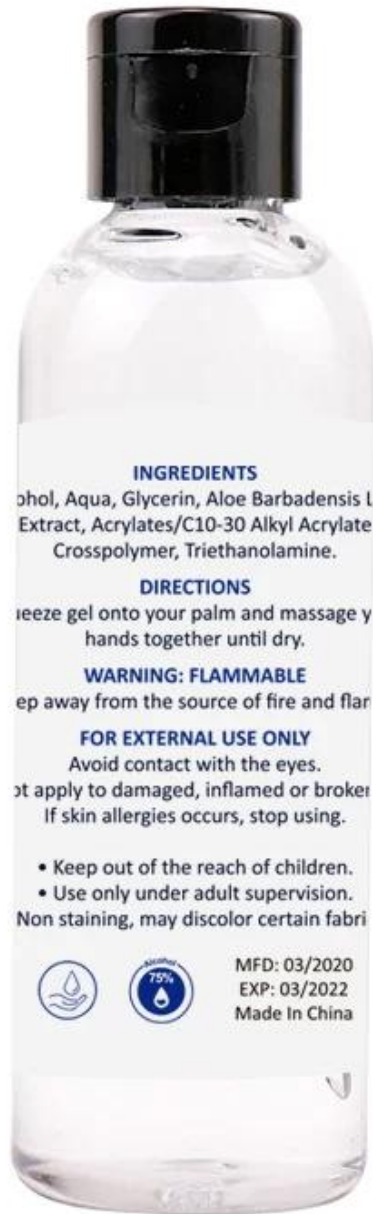 INGREDIENTS
ohol, Aqua, Glycerin, Aloe Barbadensis L
Extract, Acrylates/C10-30 Alkyl Acrylate
Crosspolymer, Triethanolamine.
DIRECTIONS
ueeze gel onto your palm and massage y
hands together until dry.
WARNING: FLAMMABLE
ep away from the source of fire and flar
FOR EXTERNAL USE ONLY
Avoid contact with the eyes.
ot apply to damaged, inflamed or broken
If skin allergies occurs, stop using.
• Keep out of the reach of children.
• Use only under adult supervision.
Non staining, may discolor certain fabri
Alcohol
75%
MFD: 03/2020
EXP: 03/2022
Made In China